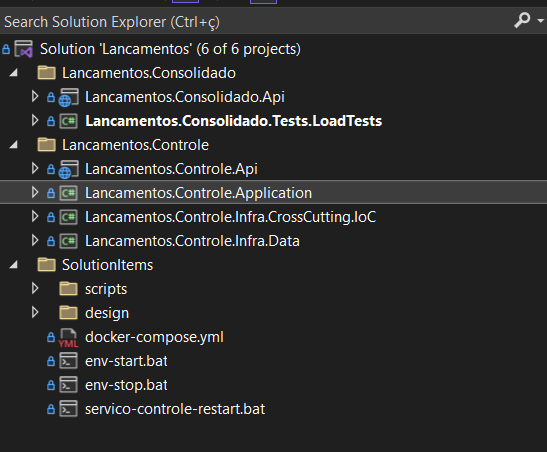 Search Solution Explorer (Ctrl+ç)
Solution 'Lancamentos' (6 of 6 projects)
Lancamentos.Consolidado
Lancamentos.Consolidado.Api
C# Lancamentos.Consolidado.Tests.LoadTests
Lancamentos.Controle
Lancamentos.Controle.Api
C# Lancamentos.Controle.Application
C# Lancamentos.Controle.Infra.CrossCutting.IoC
C# Lancamentos.Controle.Infra.Data
SolutionItems
scripts
design
YML docker-compose.yml
env-start.bat
env-stop.bat
servico-controle-restart.bat